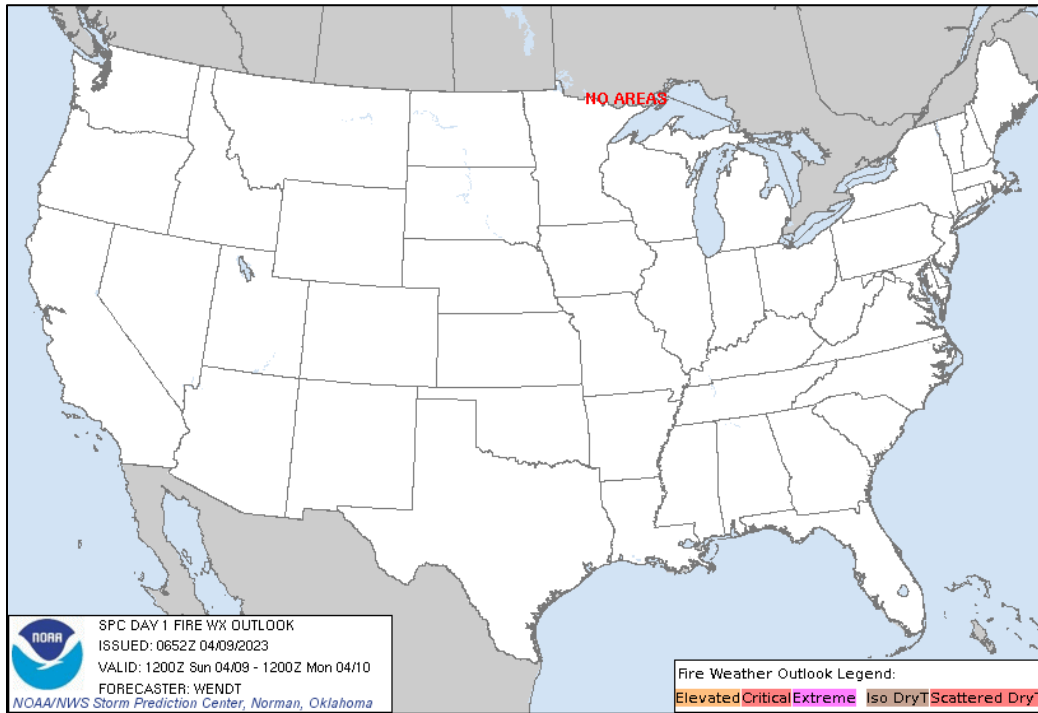 NO AREAS
NOAA
SPC DAY 1 FIRE WX OUTLOOK
ISSUED: 0652Z 04/09/2023
VALID: 1200Z Sun 04/09 - 1200Z Mon 04/10
FORECASTER: WENDT
NOAA/NWS Storm Prediction Center, Norman, Oklahoma
Fire Weather Outlook Legend:
Elevated Critical Extreme Iso DryT Scattered DryT